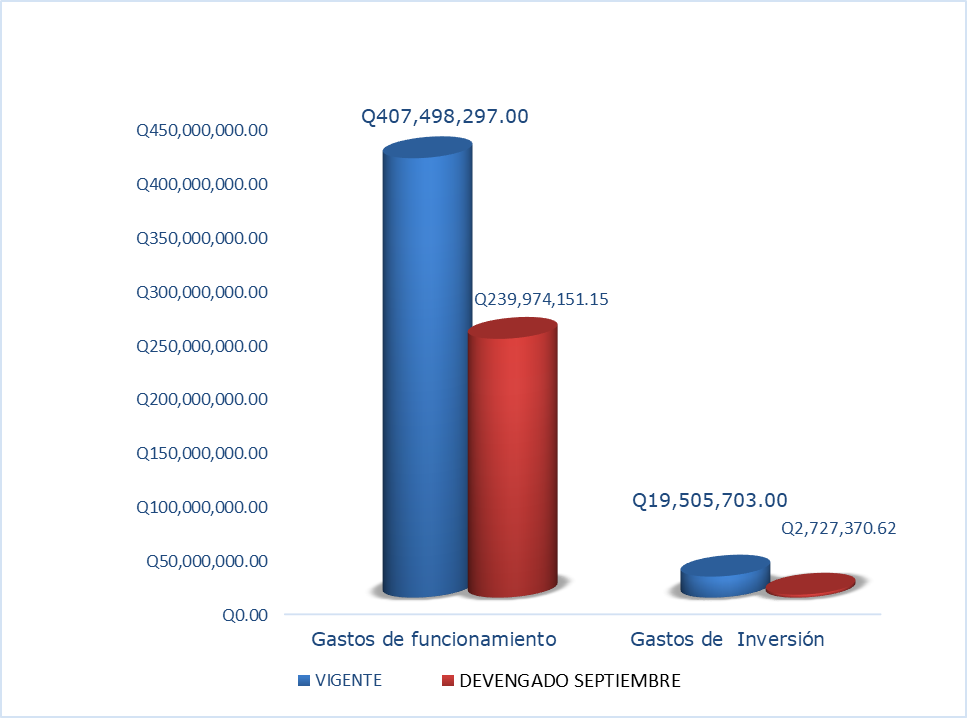 Q407,498,297.00
Q450,000,000.00
Q400,000,000.00
Q350,000,000.00
Q300,000,000.00
Q239,974,151.15
Q250,000,000.00
Q200,000,000.00
Q150,000,000.00
Q100,000,000.00
Q19,505,703.00
Q2,727,370.62
Q50,000,000.00
Q0.00
Gastos de funcionamiento
Gastos de  Inversión
VIGENTE
DEVENGADO SEPTIEMBRE